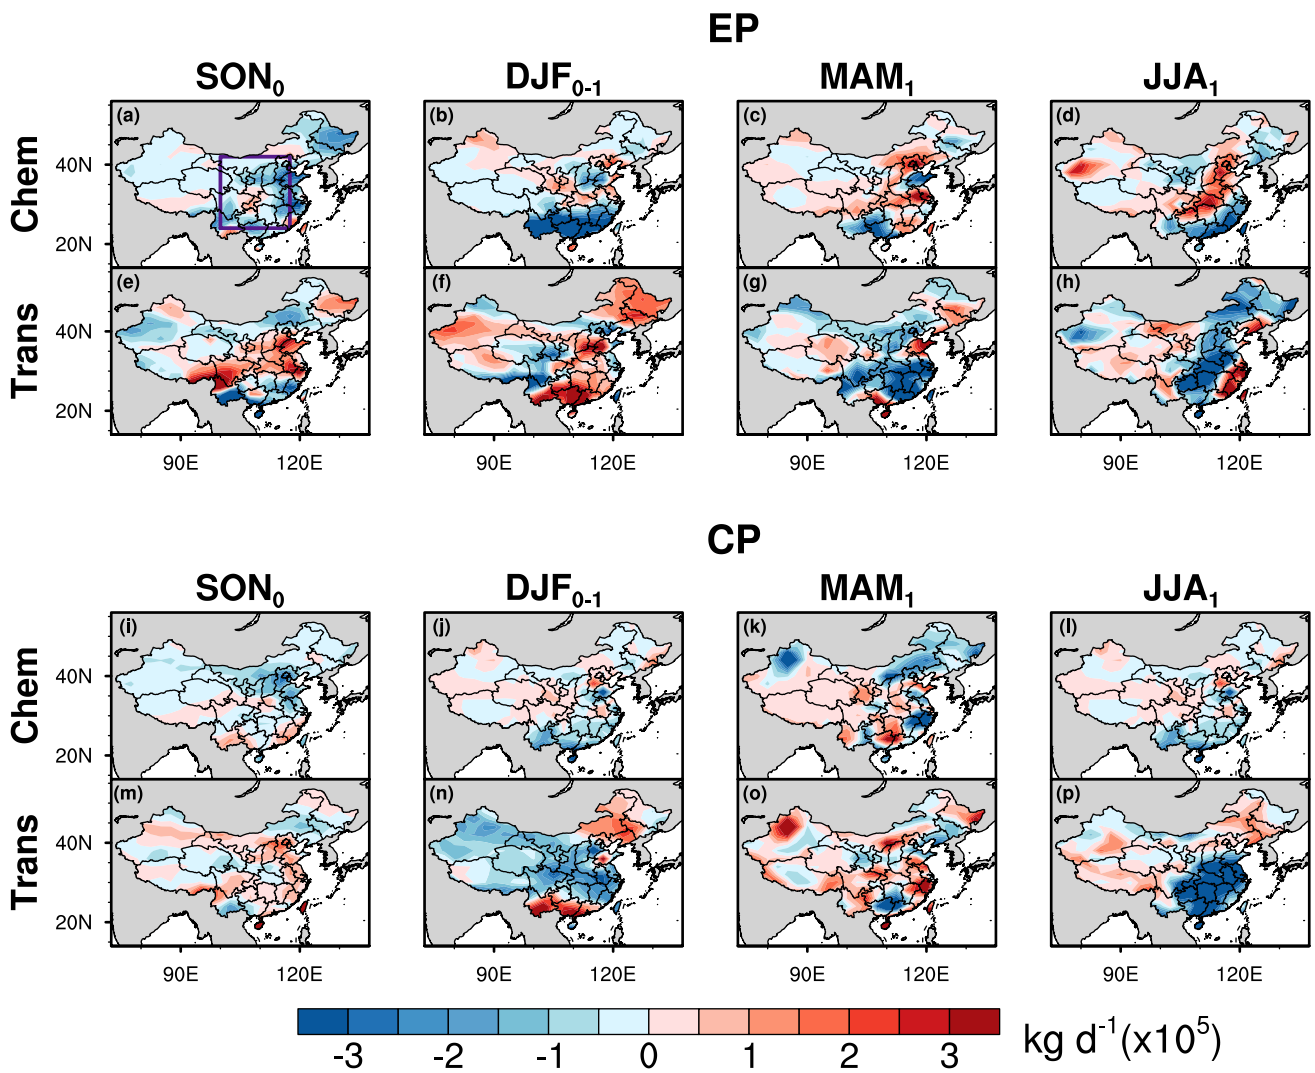 EP
SON0 DJF0-1 MAM1 JJA1
Chem
(a) (b) (c) (d)
40N
20N
Trans
(e) (f) (g) (h)
40N
20N
90E 120E 90E 120E 90E 120E 90E 120E
CP
SON0 DJF0-1 MAM1 JJA1
Chem
(i) (j) (k) (l)
40N
20N
Trans
(m) (n) (o) (p)
40N
20N
90E 120E 90E 120E 90E 120E 90E 120E
-3 -2 -1 0 1 2 3 kg d⁻¹(x10⁵)